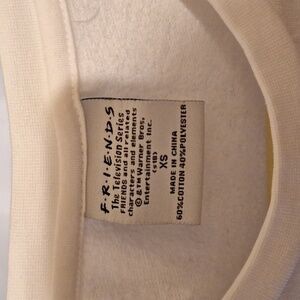 F·R·I·E·N·D·S
The Television Series
FRIENDS and all related
characters and elements
© &TM Warner Bros.
Entertainment Inc.
(s18)
XS
MADE IN CHINA
60%COTTON 40%POLYESTER